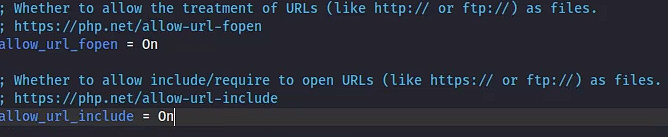 ; Whether to allow the treatment of URLs (like http:// or ftp://) as files.
; https://php.net/allow-url-fopen
allow_url_fopen = On
; Whether to allow include/require to open URLs (like https:// or ftp://) as files.
; https://php.net/allow-url-include
allow_url_include = On